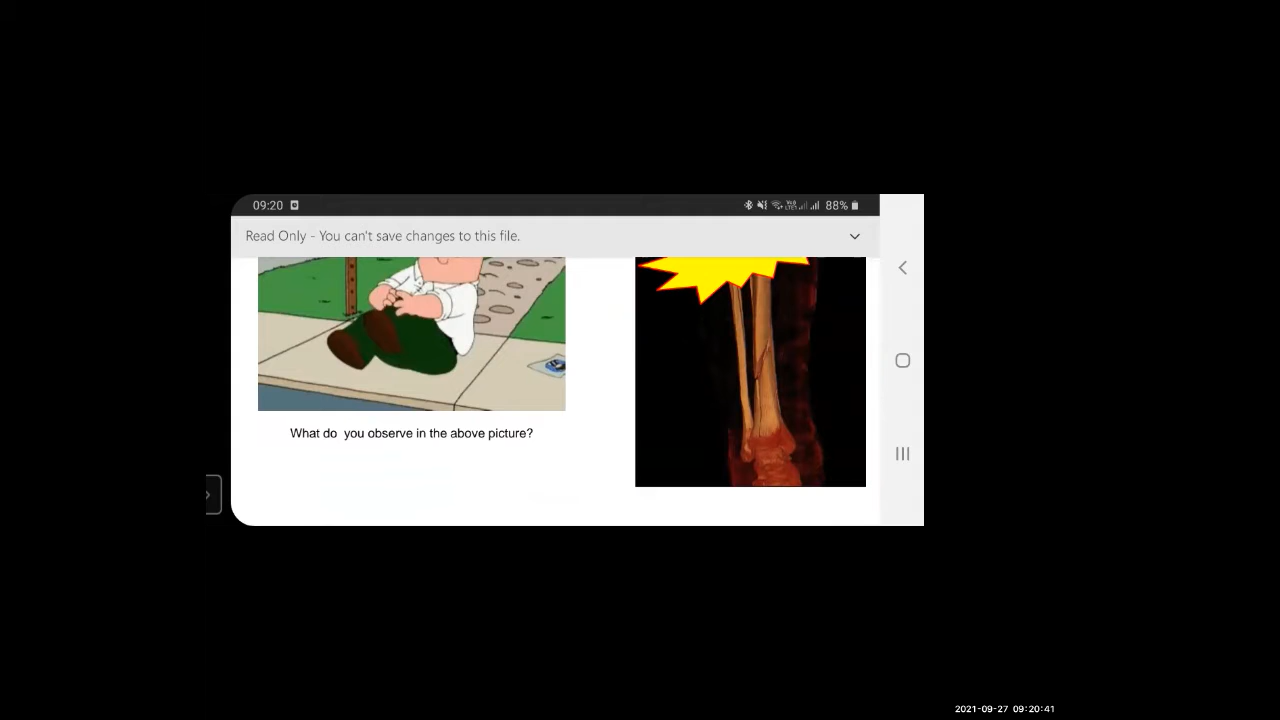 09:20 88%
Read Only - You can't save changes to this file.
What do you observe in the above picture?
2021-09-27 09:20:41